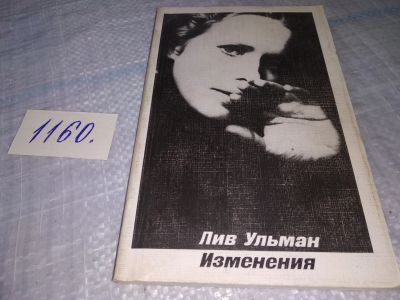 1160.
Лив Ульман
Изменения